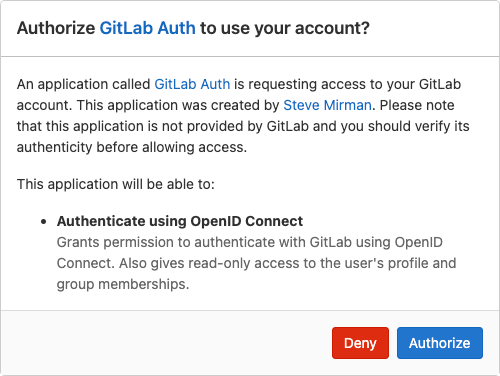 Authorize GitLab Auth to use your account?
An application called GitLab Auth is requesting access to your GitLab
account. This application was created by Steve Mirman. Please note
that this application is not provided by GitLab and you should verify its
authenticity before allowing access.
This application will be able to:
• Authenticate using OpenID Connect
Grants permission to authenticate with GitLab using OpenID
Connect. Also gives read-only access to the user's profile and
group memberships.
Deny Authorize